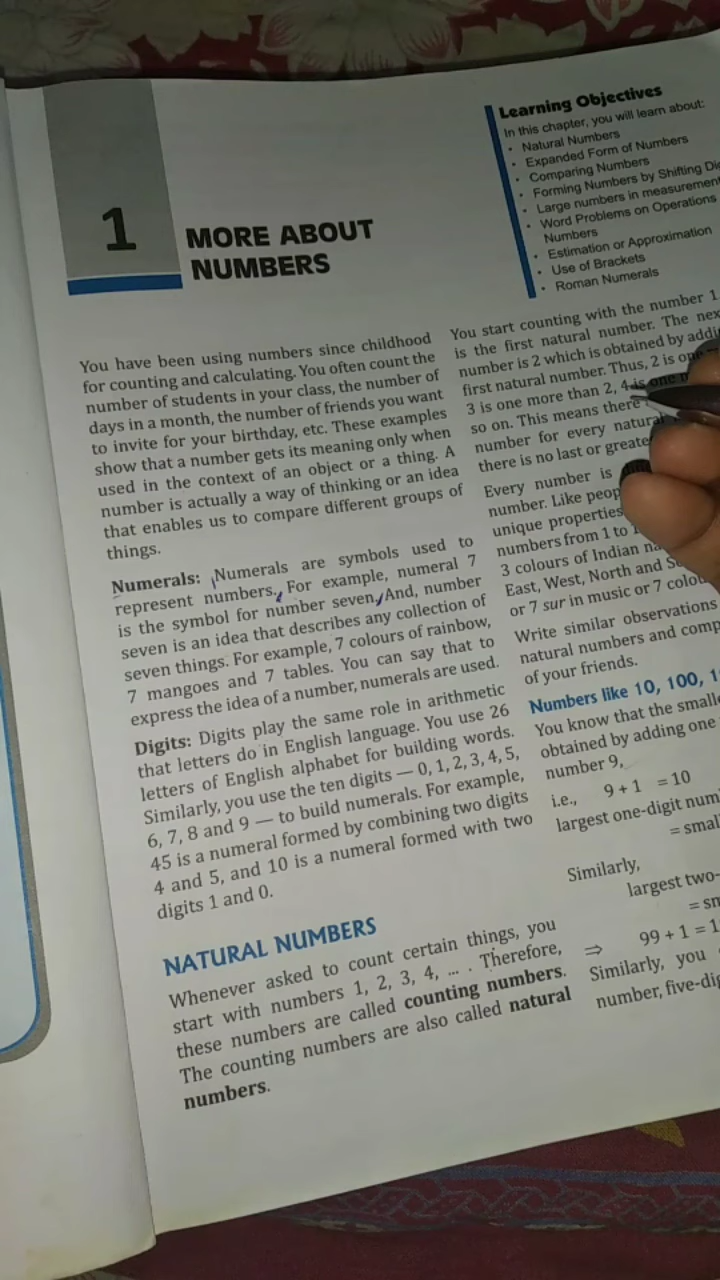 1
MORE ABOUT
NUMBERS
Learning Objectives
In this chapter, you will learn about:
• Natural Numbers
• Expanded Form of Numbers
• Comparing Numbers
• Forming Numbers by Shifting
• Large numbers in measurement
• Word Problems on Operations
Numbers
• Estimation or Approximation
• Use of Brackets
• Roman Numerals
You have been using numbers since childhood
for counting and calculating. You often count the
number of students in your class, the number of
days in a month, the number of friends you want
to invite for your birthday, etc. These examples
show that a number gets its meaning only when
used in the context of an object or a thing. A
number is actually a way of thinking or an idea
that enables us to compare different groups of
things.
Numerals: Numerals are symbols used to
represent numbers. For example, numeral 7
is the symbol for number seven. And, number
seven is an idea that describes any collection of
seven things. For example, 7 colours of rainbow,
7 mangoes and 7 tables. You can say that to
express the idea of a number, numerals are used.
Digits: Digits play the same role in arithmetic
that letters do in English language. You use 26
letters of English alphabet for building words.
Similarly, you use the ten digits — 0, 1, 2, 3, 4, 5,
6, 7, 8 and 9 — to build numerals. For example,
45 is a numeral formed by combining two digits
4 and 5, and 10 is a numeral formed with two
digits 1 and 0.
NATURAL NUMBERS
Whenever asked to count certain things, you
start with numbers 1, 2, 3, 4, ... . Therefore,
these numbers are called counting numbers.
The counting numbers are also called natural
numbers.
You start counting with the number 1.
is the first natural number. The
number is 2 which is obtained by
first natural number. Thus, 2 is
3 is one more than 2, 4 is one
so on. This means there
number for every natural
there is no last or
Every number is
number. Like
unique properties
numbers from 1 to
3 colours of Indian
East, West, North and
or 7 sur in music or 7
Write similar observations
natural numbers and
of your friends.
Numbers like 10, 100,
You know that the
obtained by adding one
number 9,
i.e., 9 + 1 = 10
largest one-digit
=
Similarly,
largest
=
⇒ 99 + 1 =
Similarly, you
number,